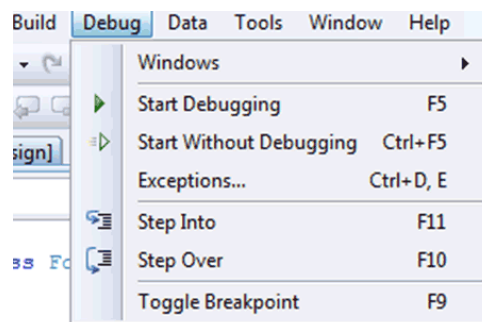 Build Debug Data Tools Window Help
Windows
Start Debugging F5
Start Without Debugging Ctrl+F5
sign]
Exceptions... Ctrl+D, E
Step Into F11
ss Fo
Step Over F10
Toggle Breakpoint F9